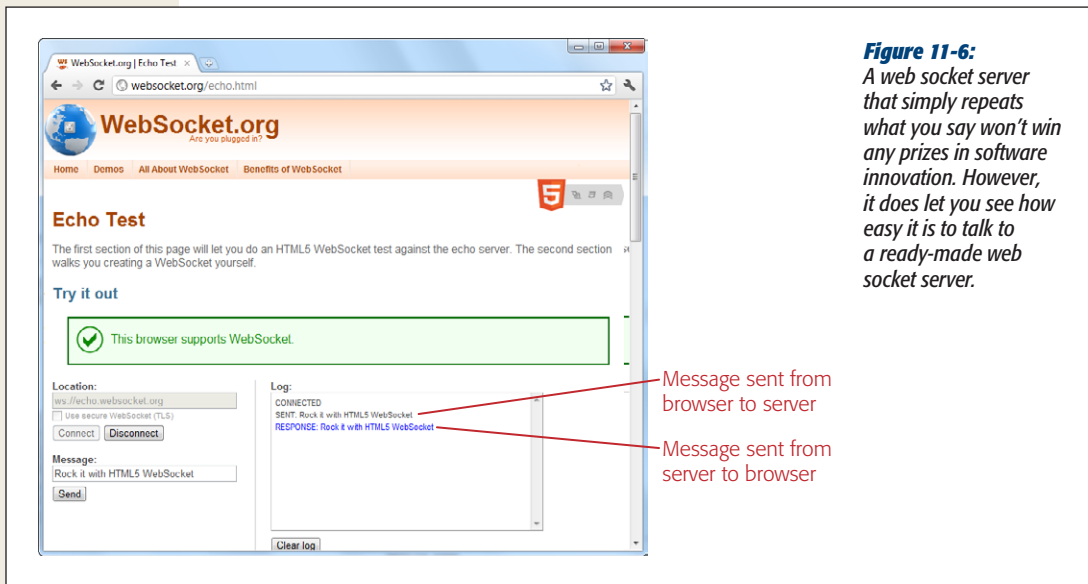 WebSocket.org | Echo Test
websocket.org/echo.html
WebSocket.org
Are you plugged in?
Home Demos All About WebSocket Benefits of WebSocket
5
Echo Test
The first section of this page will let you do an HTML5 WebSocket test against the echo server. The second section
walks you creating a WebSocket yourself.
Try it out
This browser supports WebSocket.
Location:
ws://echo.websocket.org
Use secure WebSocket (TLS)
Connect Disconnect
Message:
Rock it with HTML5 WebSocket
Send
Log:
CONNECTED
SENT: Rock it with HTML5 WebSocket
RESPONSE: Rock it with HTML5 WebSocket
Clear log
Message sent from
browser to server
Message sent from
server to browser
Figure 11-6:
A web socket server
that simply repeats
what you say won't win
any prizes in software
innovation. However,
it does let you see how
easy it is to talk to
a ready-made web
socket server.